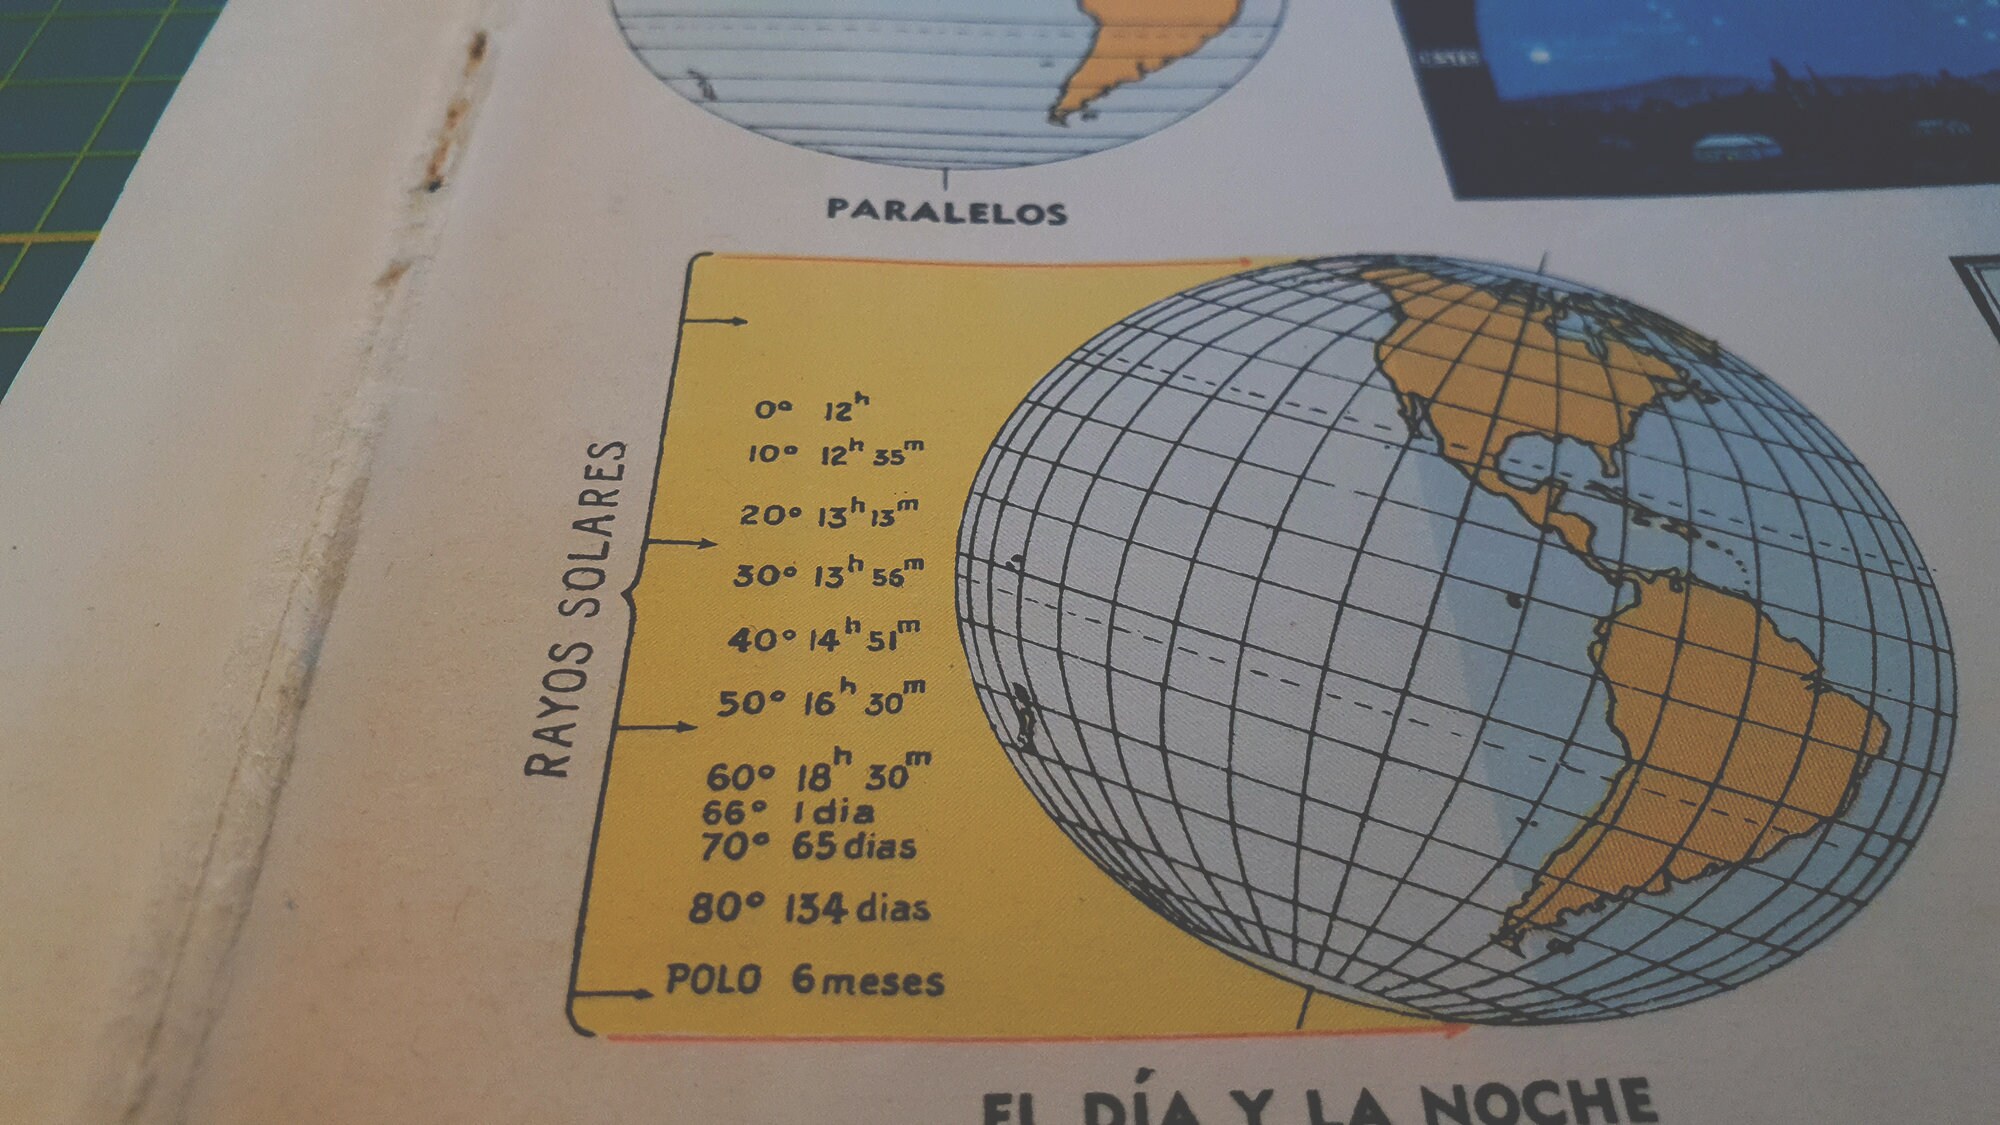 PARALELOS
RAYOS SOLARES
0° 12h
10° 12h 35m
20° 13h 13m
30° 13h 56m
40° 14h 51m
50° 16h 30m
60° 18h 30m
66° 1 dia
70° 65 dias
80° 134 dias
POLO 6 meses
EL DÍA Y LA NOCHE